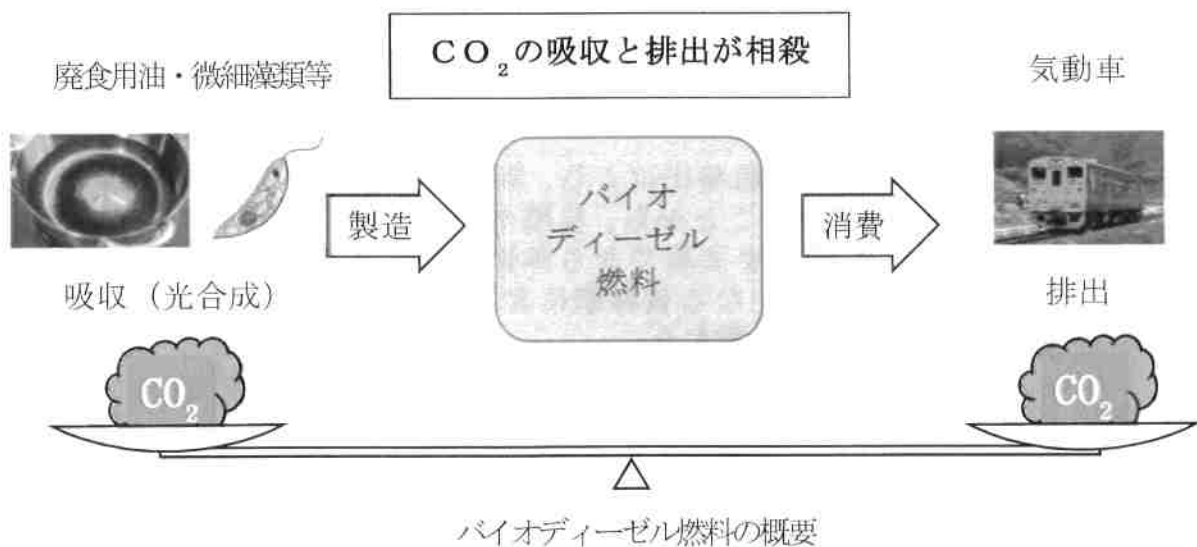 CO₂の吸収と排出が相殺
廃食用油・微細藻類等
気動車
製造
バイオ
ディーゼル
燃料
消費
吸収（光合成）
排出
CO₂
CO₂
バイオディーゼル燃料の概要